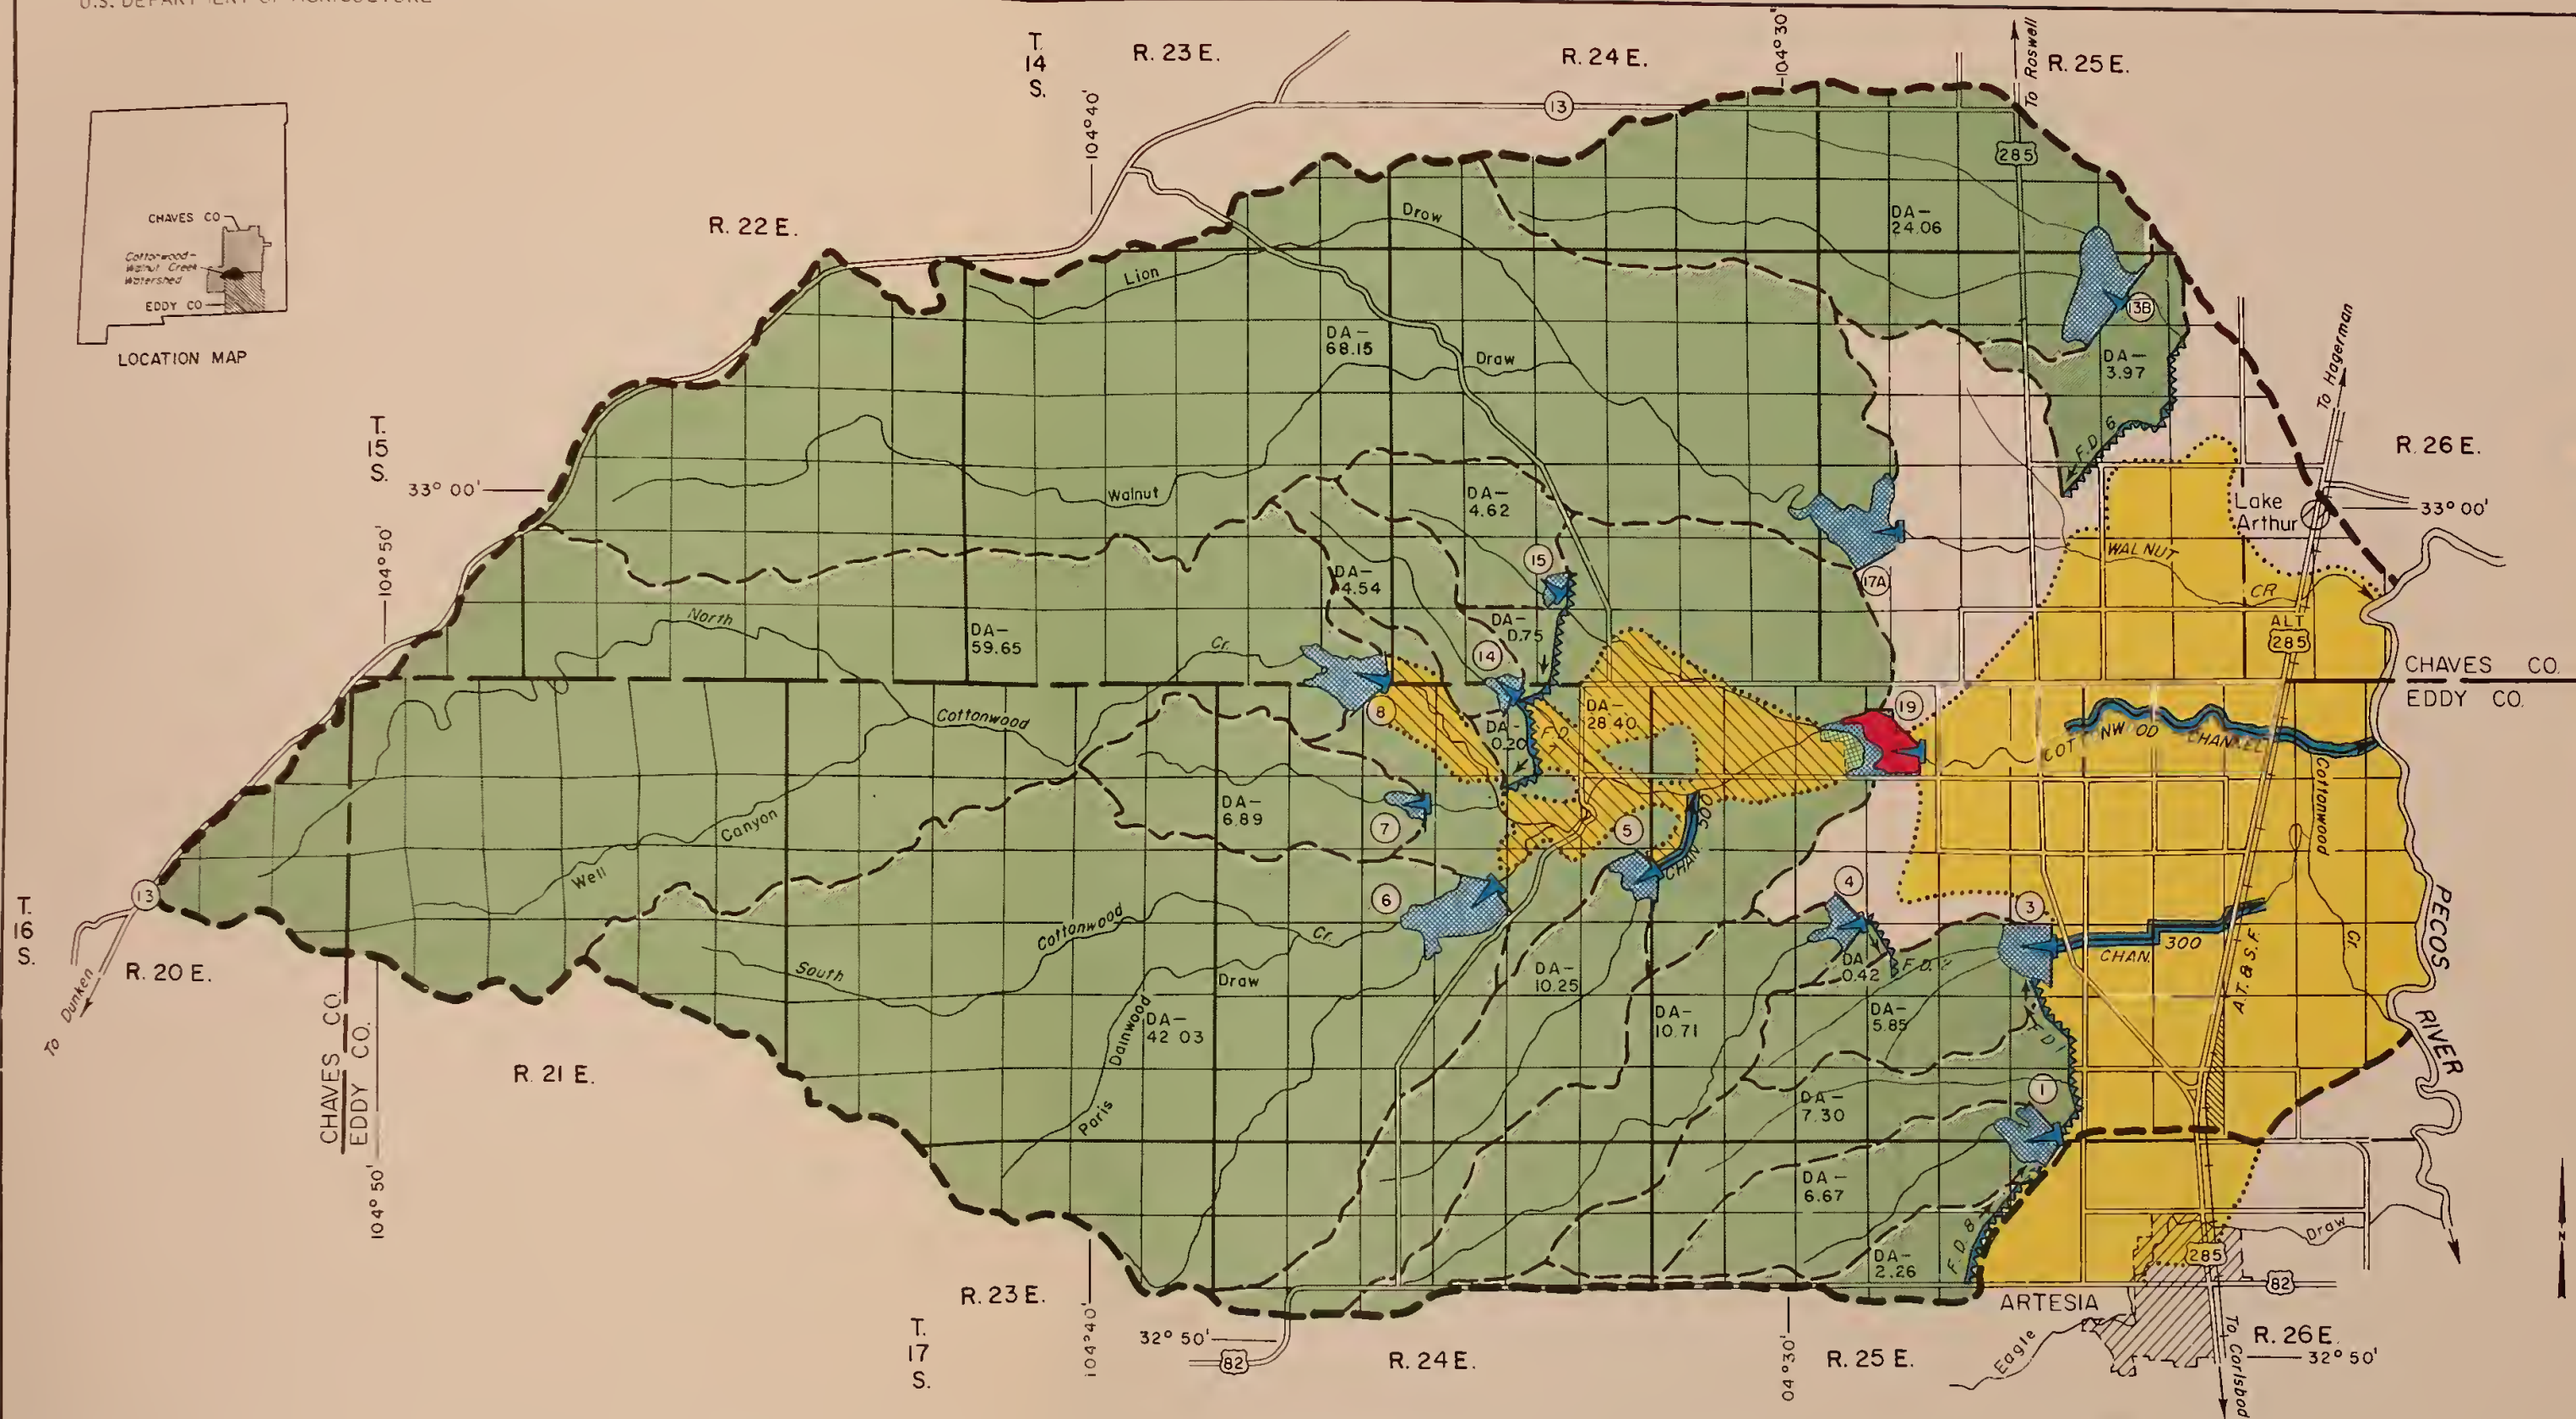 U.S. DEPARTMENT OF AGRICULTURE
T.
14
S.
R. 23 E.
R. 24 E.
104°30'
To Roswell
R. 25 E.
13
104°40'
285
CHAVES CO
Cottonwood-
Walnut Creek
Watershed
EDDY CO
LOCATION MAP
R. 22 E.
Lion
Draw
DA-
24.06
13B
DA-
68.15
Draw
DA-
3.97
F.D. 6
To Hagerman
R. 26 E.
T.
15
S.
33° 00'
Walnut
DA-
4.62
Lake
Arthur
33° 00'
104° 50'
15
17A
WALNUT
CR
DA-
4.54
North
Cr.
DA-
59.65
DA-
0.75
14
ALT
285
CHAVES CO.
EDDY CO.
8
Cottonwood
DA-
0.20
F.D.
7
DA-
28.40
19
COTTONWOOD CHANNEL
Cottonwood
Cr.
DA-
6.89
7
5
300
CHAN
Canyon
Well
13
T.
16
S.
To Dunken
R. 20 E.
6
4
3
Cottonwood
Cr.
South
Draw
DA-
10.25
DA
0.42
F.D.
300
CHAN.
A.T. & S.F.
PECOS
RIVER
Dainwood
Paris
DA-
42 03
DA-
10.71
DA-
5.85
F D 1
CHAVES CO.
EDDY CO.
R. 21 E.
1
DA-
7.30
104° 50'
DA-
6.67
F.D. 8
DA-
2.26
285
Draw
82
ARTESIA
R. 23 E.
104°40'
T.
17
S.
32° 50'
82
R. 24 E.
04°30'
R. 25 E.
Eagle
To Carlsbad
R. 26 E.
32° 50'
N